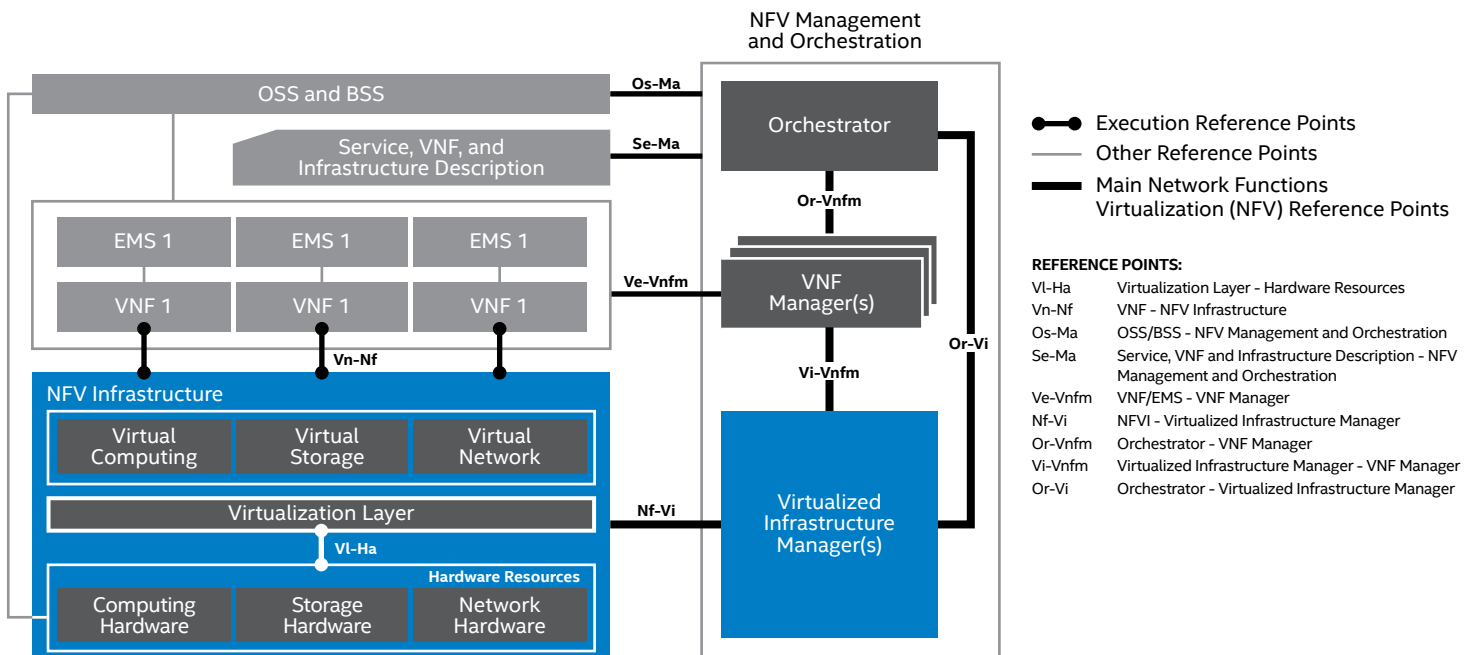 NFV Management
and Orchestration
OSS and BSS
Os-Ma
Service, VNF, and
Infrastructure Description
Se-Ma
Orchestrator
Or-Vnfm
EMS 1
EMS 1
EMS 1
VNF 1
VNF 1
VNF 1
Ve-Vnfm
VNF
Manager(s)
Vn-Nf
Or-Vi
Vi-Vnfm
NFV Infrastructure
Virtual
Computing
Virtual
Storage
Virtual
Network
Virtualization Layer
Nf-Vi
Virtualized
Infrastructure
Manager(s)
Vl-Ha
Hardware Resources
Computing
Hardware
Storage
Hardware
Network
Hardware
Execution Reference Points
Other Reference Points
Main Network Functions
Virtualization (NFV) Reference Points
REFERENCE POINTS:
Vl-Ha Virtualization Layer - Hardware Resources
Vn-Nf VNF - NFV Infrastructure
Os-Ma OSS/BSS - NFV Management and Orchestration
Se-Ma Service, VNF and Infrastructure Description - NFV
Management and Orchestration
Ve-Vnfm VNF/EMS - VNF Manager
Nf-Vi NFVI - Virtualized Infrastructure Manager
Or-Vnfm Orchestrator - VNF Manager
Vi-Vnfm Virtualized Infrastructure Manager - VNF Manager
Or-Vi Orchestrator - Virtualized Infrastructure Manager